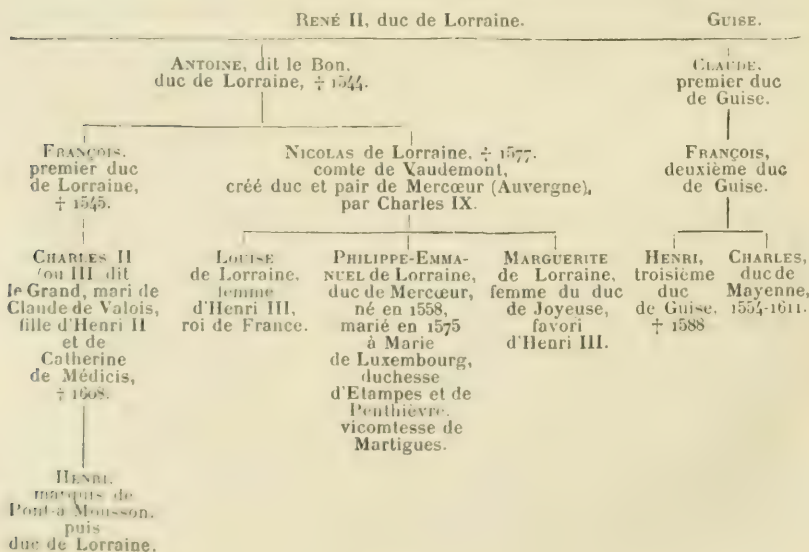 RENÉ II, duc de Lorraine.
GUISE.
ANTOINE, dit le Bon.
duc de Lorraine, † 1544.
CLAUDE,
premier duc
de Guise.
FRANÇOIS,
premier duc
de Lorraine,
† 1545.
NICOLAS de Lorraine, † 1577.
comte de Vaudemont,
créé duc et pair de Mercœur (Auvergne),
par Charles IX.
FRANÇOIS,
deuxième duc
de Guise.
CHARLES II
(ou III dit
le Grand, mari de
Claude de Valois,
fille d'Henri II
et de
Catherine
de Médicis,
† 1608.
LOUISE
de Lorraine,
femme
d'Henri III,
roi de France.
PHILIPPE-EMMA-
NUEL de Lorraine,
duc de Mercœur,
né en 1558,
marié en 1575
à Marie
de Luxembourg,
duchesse
d'Etampes et de
Penthièvre,
vicomtesse de
Martigues.
MARGUERITE
de Lorraine,
femme du duc
de Joyeuse,
favori
d'Henri III.
HENRI,
troisième
duc
de Guise,
† 1588
CHARLES,
duc de
Mayenne,
1554-1611.
HENRI,
marquis de
Pont-à Mousson,
puis
duc de Lorraine.